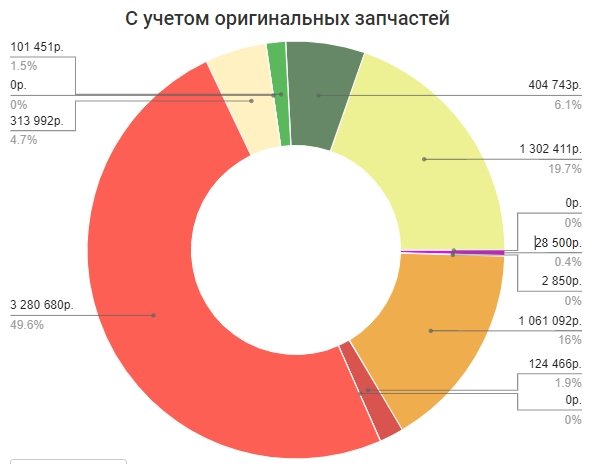 С учетом оригинальных запчастей
101 451р.
1.5%
0р.
0%
313 992р.
4.7%
3 280 680р.
49.6%
404 743р.
6.1%
1 302 411р.
19.7%
0р.
0%
28 500р.
0.4%
2 850р.
0%
1 061 092р.
16%
124 466р.
1.9%
0р.
0%